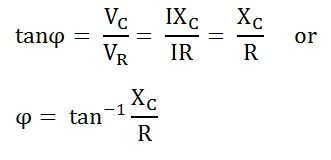 tanφ = V_C / V_R = IX_C / IR = X_C / R or
φ = tan⁻¹ X_C / R